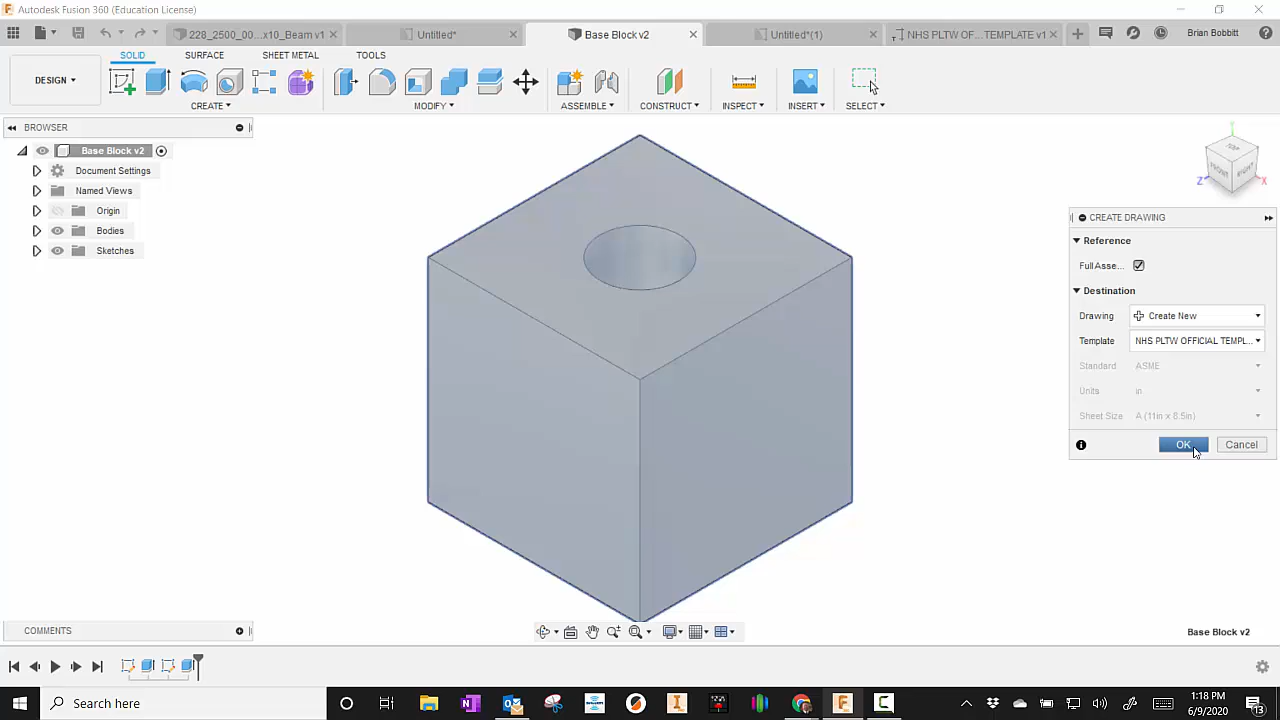 Autodesk Fusion 360 (Education License)
228_2500_00...x10_Beam v1
Untitled*
Base Block v2
Untitled*(1)
NHS PLTW OF...TEMPLATE v1
Brian Bobbitt
SOLID
SURFACE
SHEET METAL
TOOLS
DESIGN
CREATE
MODIFY
ASSEMBLE
CONSTRUCT
INSPECT
INSERT
SELECT
BROWSER
Base Block v2
Document Settings
Named Views
Origin
Bodies
Sketches
TOP
FRONT
RIGHT
Y
Z
X
CREATE DRAWING
Reference
Full Asse...
Destination
Drawing Create New
Template NHS PLTW OFFICIAL TEMPL...
Standard ASME
Units in
Sheet Size A (11in x 8.5in)
OK Cancel
COMMENTS
Base Block v2
Search here
1:18 PM
6/9/2020